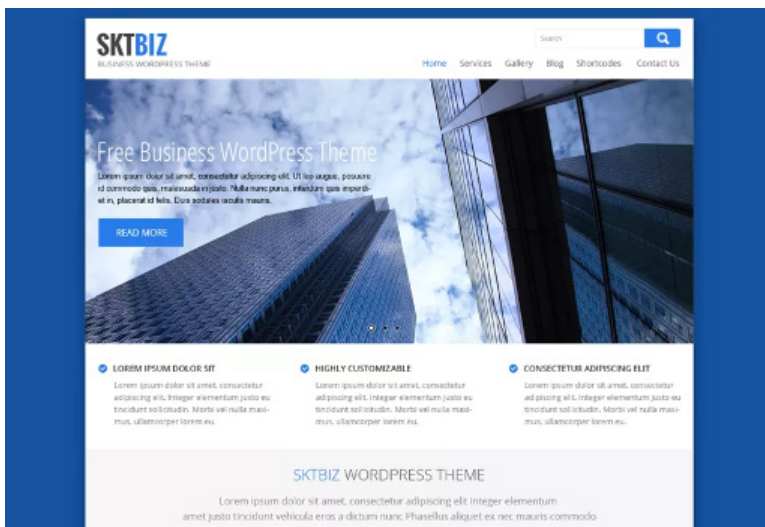 SKTBIZ
BUSINESS WORDPRESS THEME
Search
Home Services Gallery Blog Shortcodes Contact Us
Free Business WordPress Theme
Lorem ipsum dolor sit amet, consectetur adipiscing elit. Ut leo augue, posuere
id commodo quis, malesuada in justo. Nulla nunc purus, interdum quis imperdi-
et in, placerat id felis. Duis sodales iaculis mauris.
READ MORE
LOREM IPSUM DOLOR SIT
Lorem ipsum dolor sit amet, consectetur
adipiscing elit. Integer elementum justo eu
tincidunt sollicitudin. Morbi vel nulla maxi-
mus, ullamcorper lorem eu.
HIGHLY CUSTOMIZABLE
Lorem ipsum dolor sit amet, consectetur
adipiscing elit. Integer elementum justo eu
tincidunt sollicitudin. Morbi vel nulla maxi-
mus, ullamcorper lorem eu.
CONSECTETUR ADIPISCING ELIT
Lorem ipsum dolor sit amet, consectetur
adipiscing elit. Integer elementum justo eu
tincidunt sollicitudin. Morbi vel nulla maxi-
mus, ullamcorper lorem eu.
SKTBIZ WORDPRESS THEME
Lorem ipsum dolor sit amet, consectetur adipiscing elit Integer elementum
amet justo tincidunt vehicula eros a dictum nunc Phasellus aliquet ex nec mauris commodo